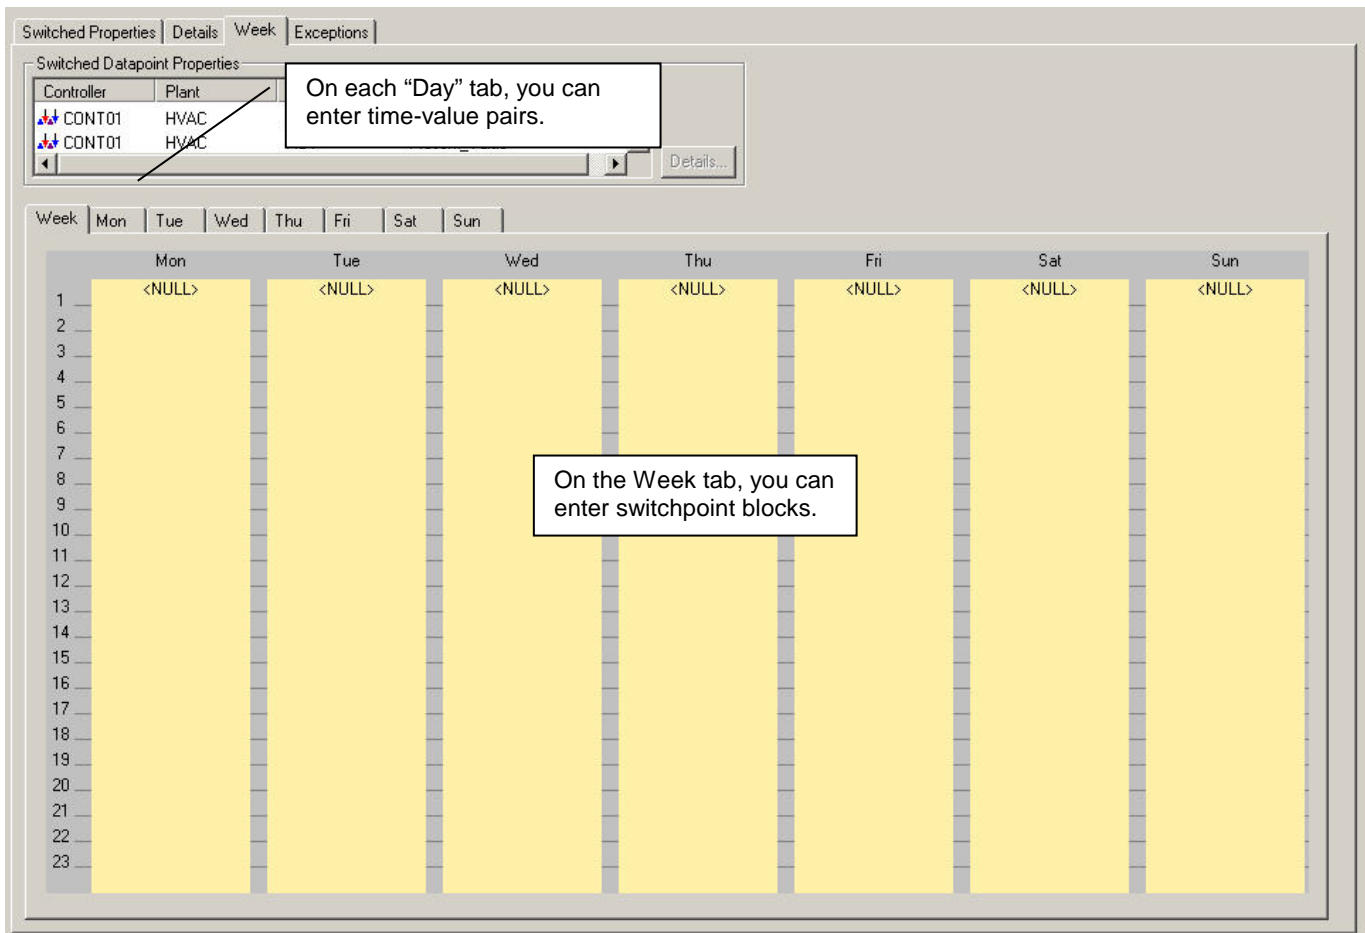 Switched Properties Details Week Exceptions
Switched Datapoint Properties
Controller Plant
On each “Day” tab, you can
enter time-value pairs.
CONT01 HVAC
CONT01 HVAC
Details...
Week Mon Tue Wed Thu Fri Sat Sun
Mon Tue Wed Thu Fri Sat Sun
<NULL> <NULL> <NULL> <NULL> <NULL> <NULL> <NULL>
1
2
3
4
5
6
7
8
On the Week tab, you can
enter switchpoint blocks.
9
10
11
12
13
14
15
16
17
18
19
20
21
22
23